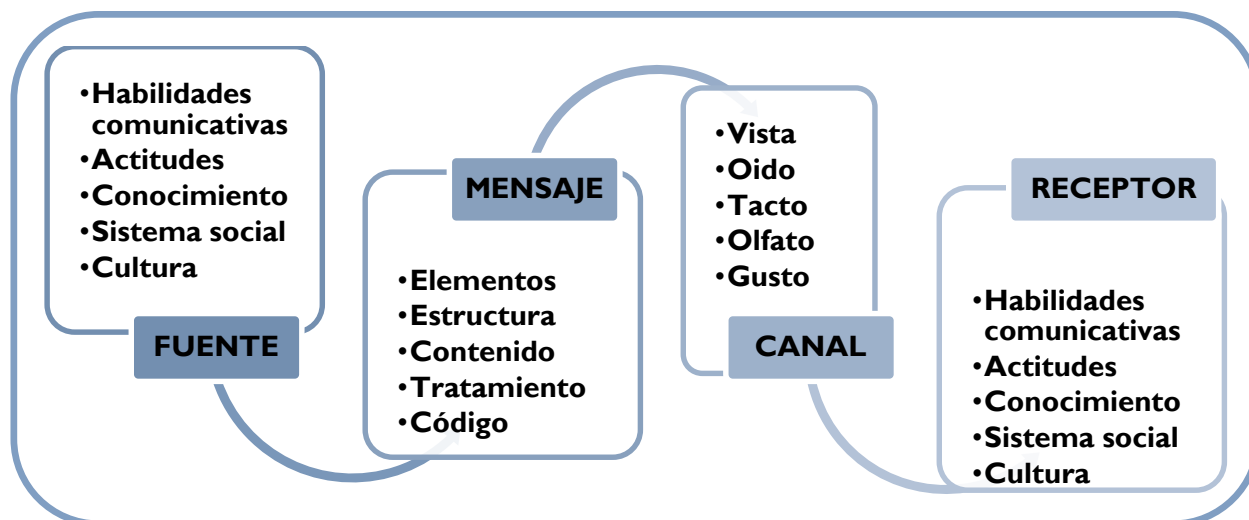 •Habilidades
comunicativas
•Actitudes
•Conocimiento
•Sistema social
•Cultura
FUENTE
MENSAJE
•Elementos
•Estructura
•Contenido
•Tratamiento
•Código
•Vista
•Oido
•Tacto
•Olfato
•Gusto
CANAL
RECEPTOR
•Habilidades
comunicativas
•Actitudes
•Conocimiento
•Sistema social
•Cultura